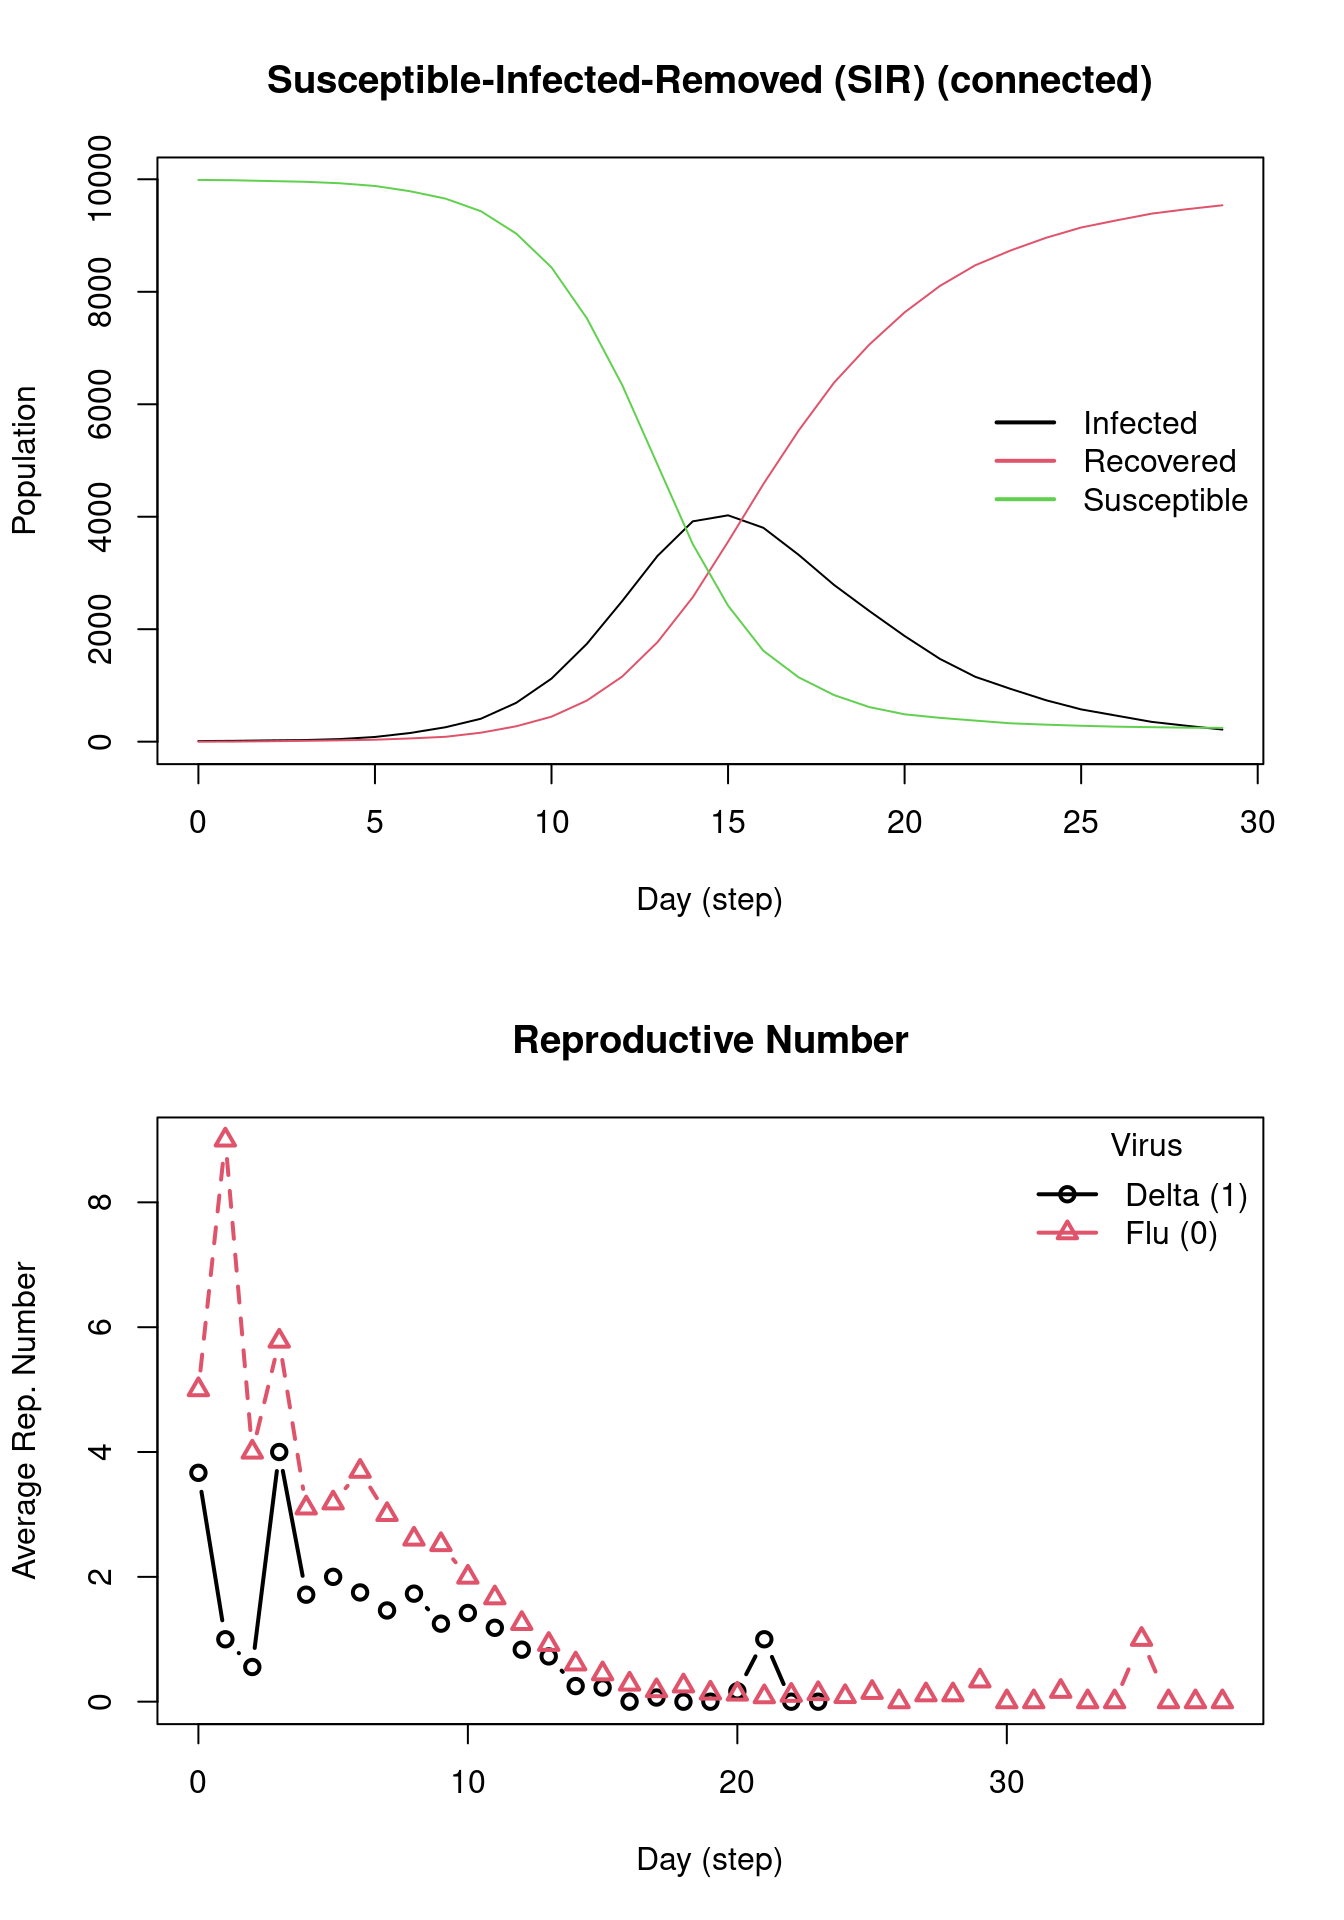 Susceptible-Infected-Removed (SIR) (connected)
Population
10000
8000
6000
4000
2000
0
Infected
Recovered
Susceptible
0 5 10 15 20 25 30
Day (step)
Reproductive Number
Average Rep. Number
8
6
4
2
0
Virus
Delta (1)
Flu (0)
0 10 20 30
Day (step)